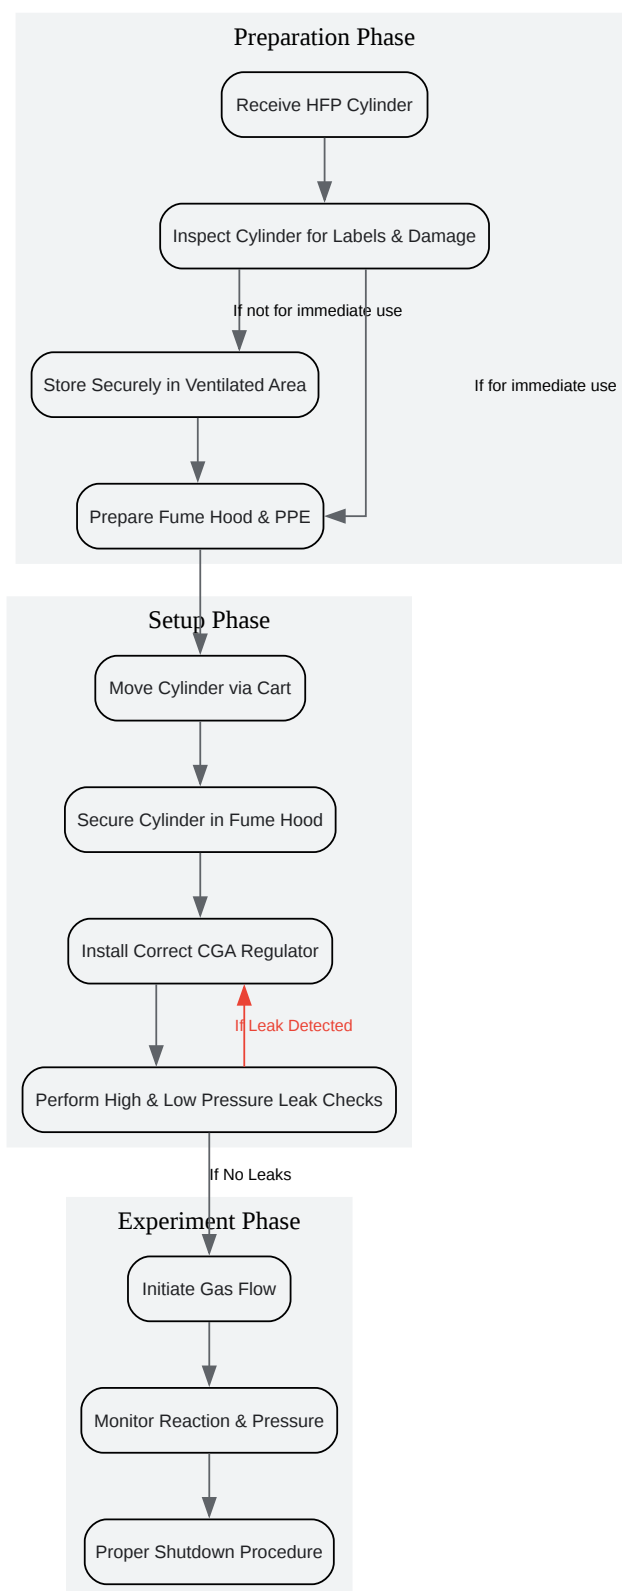 Preparation Phase
Receive HFP Cylinder
Inspect Cylinder for Labels & Damage
If not for immediate use
Store Securely in Ventilated Area
If for immediate use
Prepare Fume Hood & PPE
Setup Phase
Move Cylinder via Cart
Secure Cylinder in Fume Hood
Install Correct CGA Regulator
If Leak Detected
Perform High & Low Pressure Leak Checks
If No Leaks
Experiment Phase
Initiate Gas Flow
Monitor Reaction & Pressure
Proper Shutdown Procedure